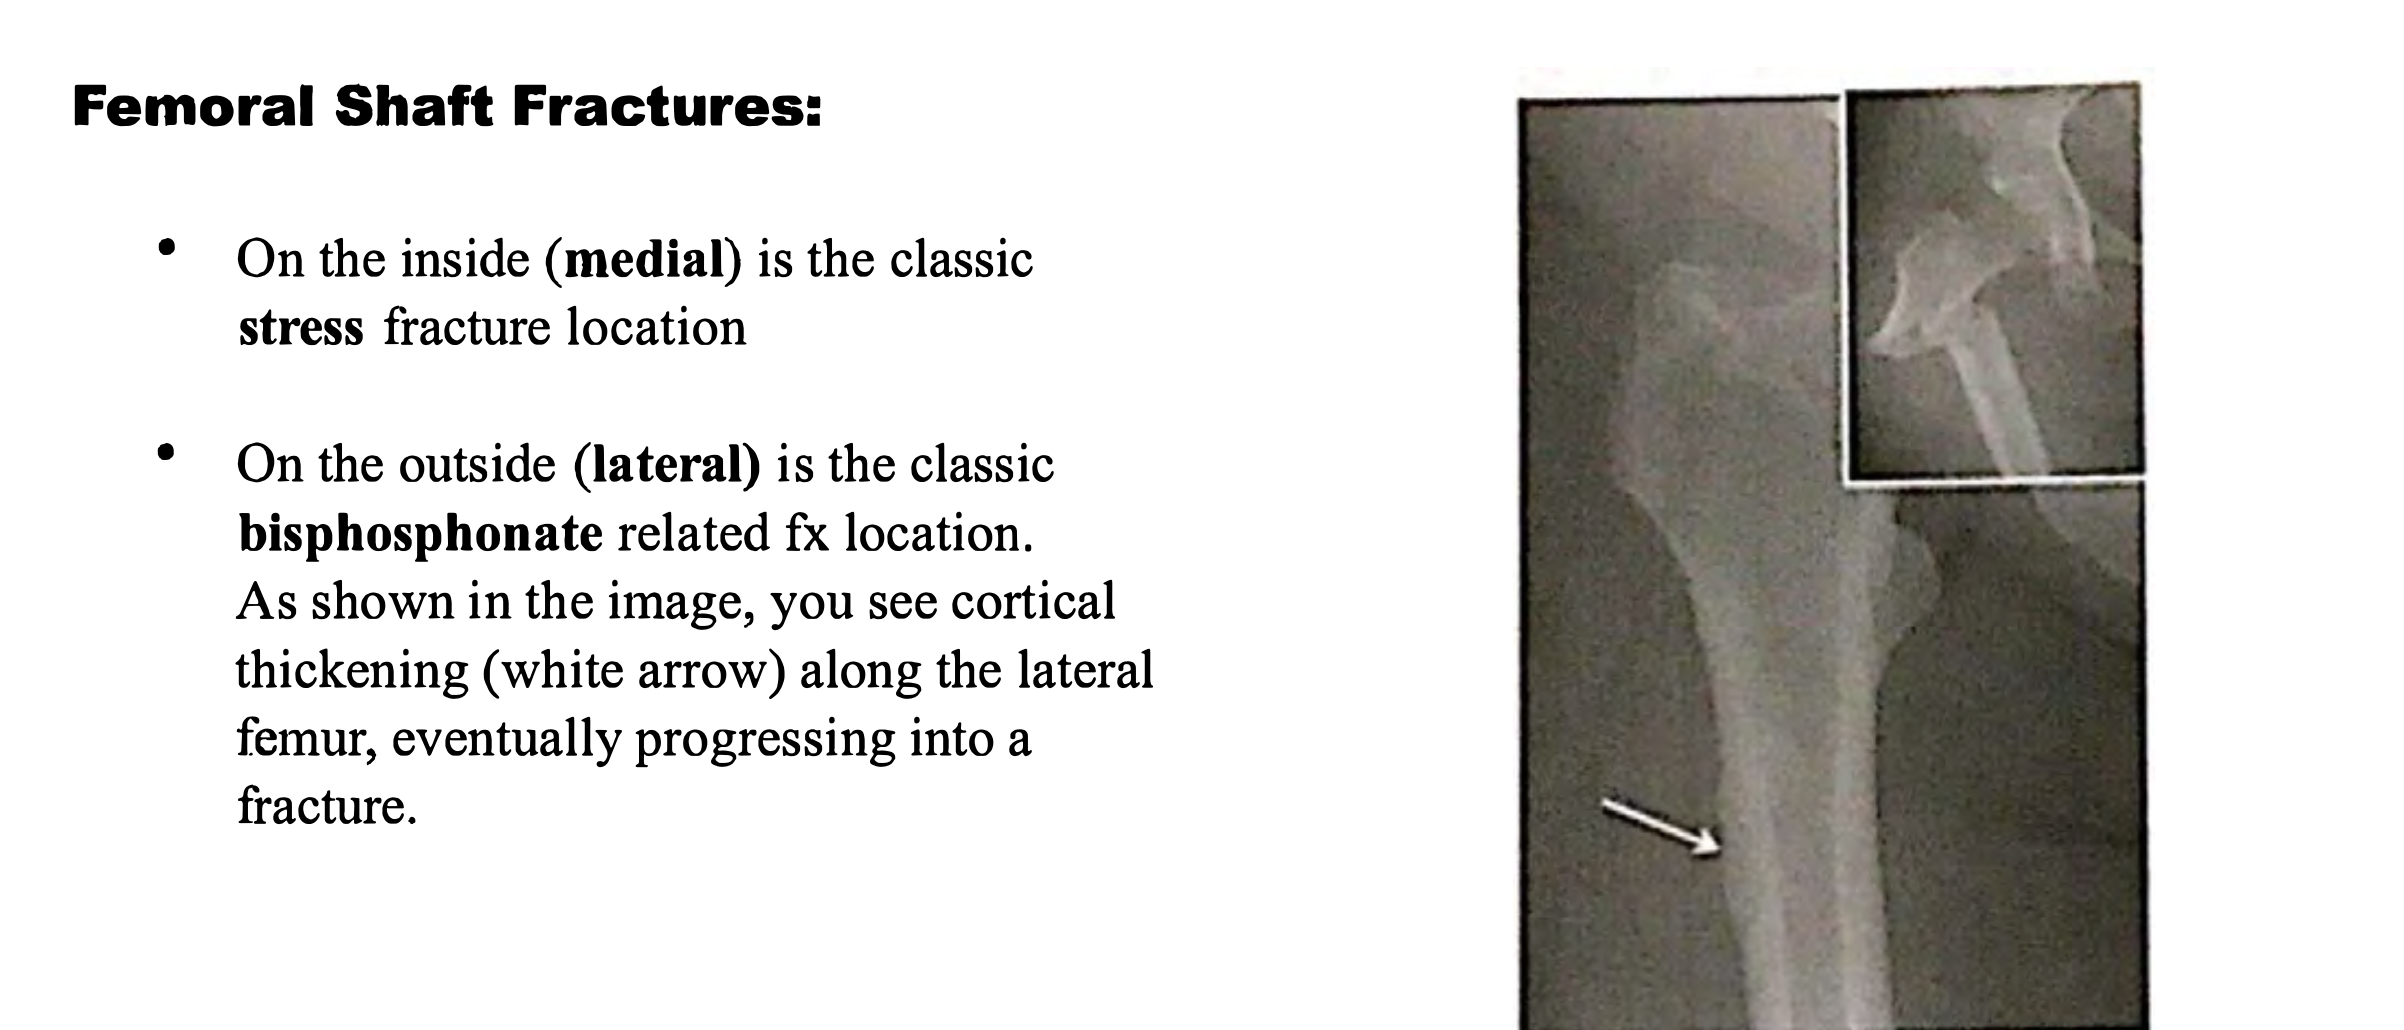 Femoral Shaft Fractures:
• On the inside (medial) is the classic
stress fracture location
• On the outside (lateral) is the classic
bisphosphonate related fx location.
As shown in the image, you see cortical
thickening (white arrow) along the lateral
femur, eventually progressing into a
fracture.